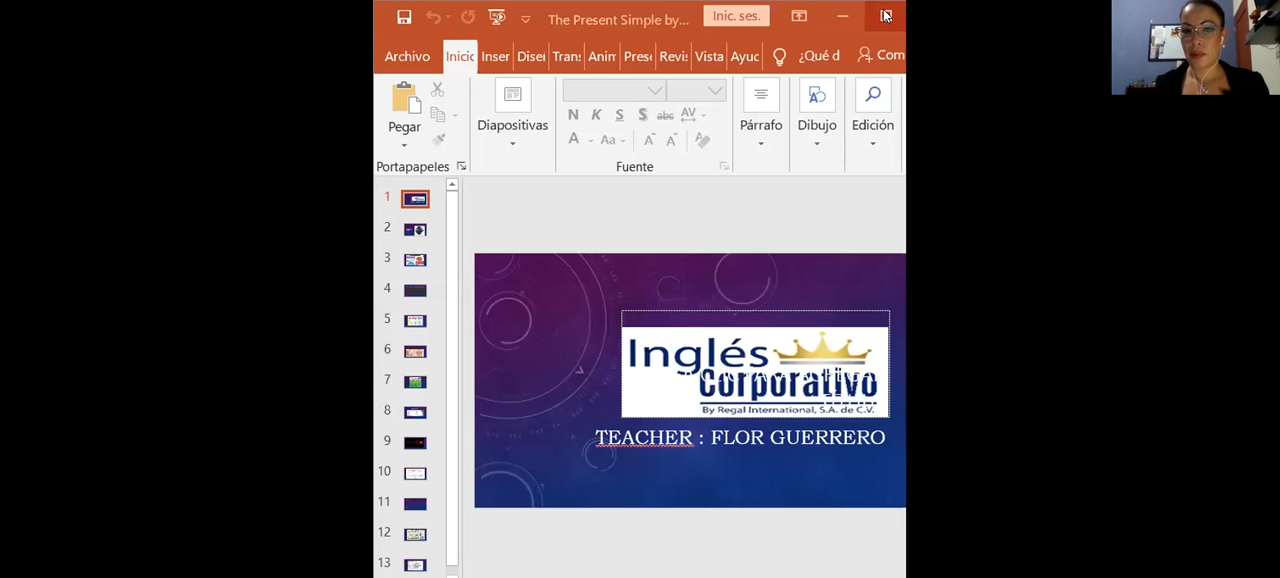 The Present Simple by...
Inic. ses.
Archivo
Inicio
Inser
Diseñ
Trans
Anim
Prese
Revis
Vista
Ayuc
¿Qué d
Com
Pegar
Diapositivas
N K S S abc AV
A Aa A A A
Párrafo
Dibujo
Edición
Portapapeles
Fuente
1
2
3
4
5
6
7
8
9
10
11
12
13
Inglés
Corporativo
By Regal International, S.A. de C.V.
TEACHER : FLOR GUERRERO